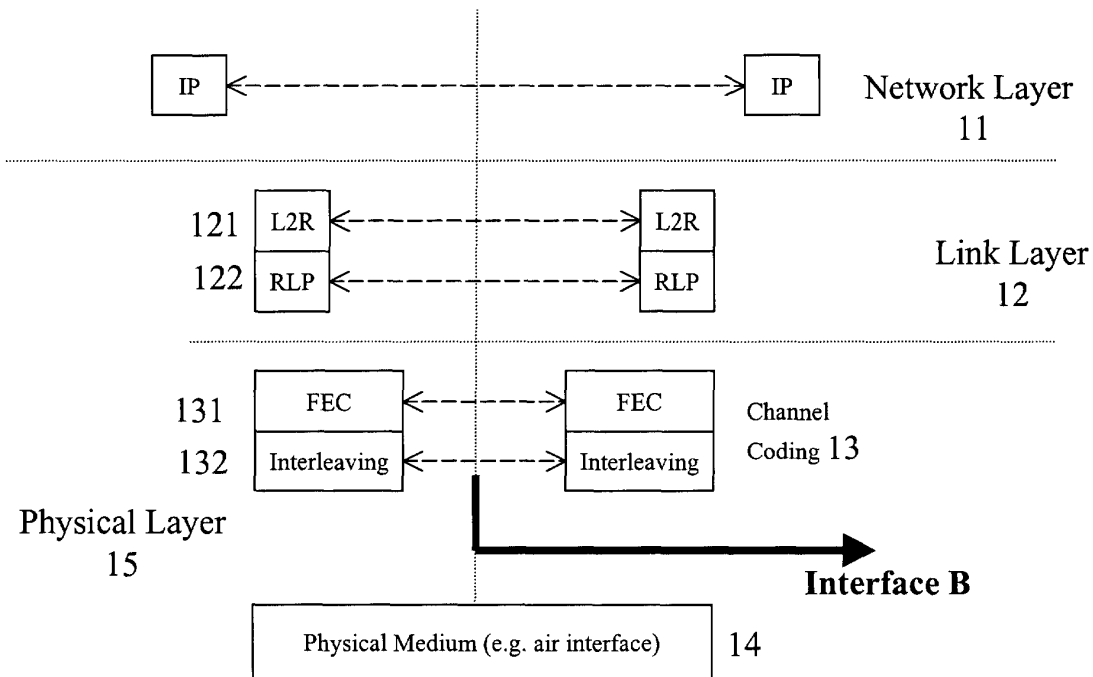 IP
IP
Network Layer
11
121
L2R
L2R
122
RLP
RLP
Link Layer
12
131
FEC
FEC
Channel
Coding 13
132
Interleaving
Interleaving
Physical Layer
15
Interface B
Physical Medium (e.g. air interface)
14